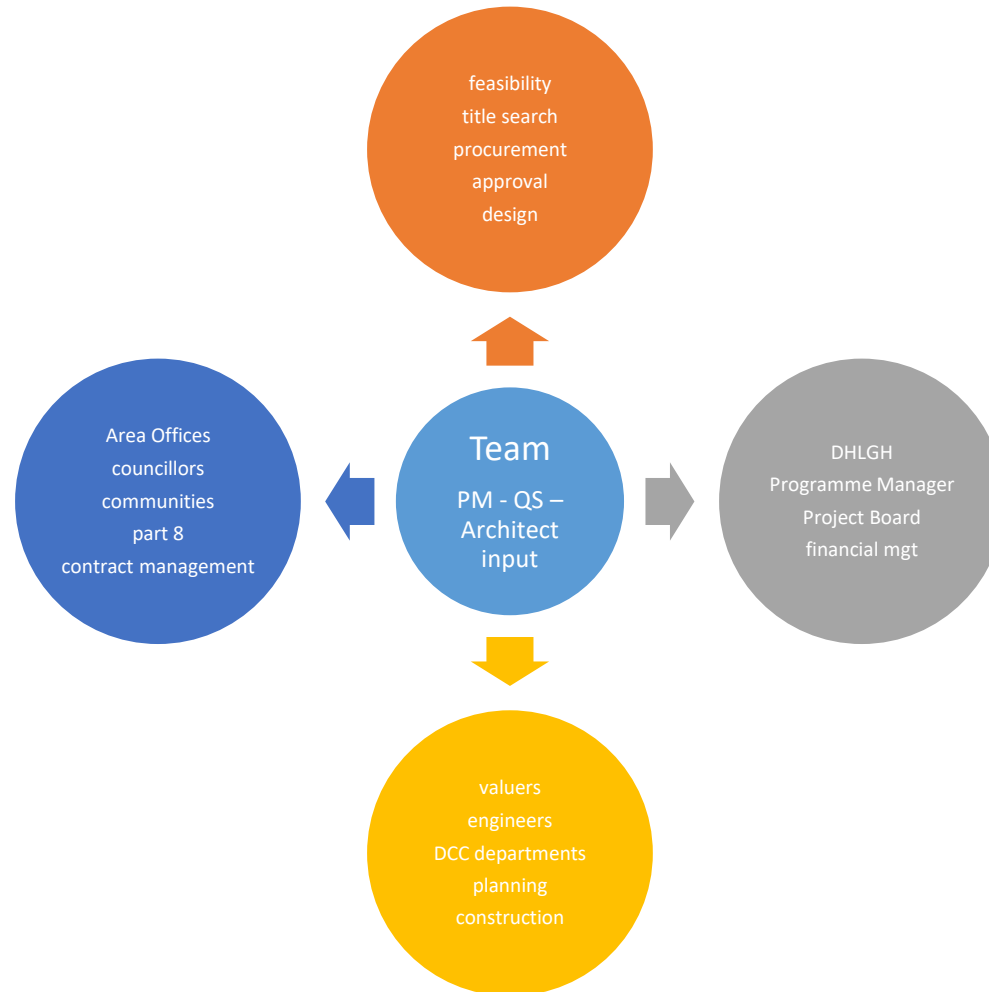 feasibility
title search
procurement
approval
design
Area Offices
councillors
communities
part 8
contract management
Team
PM - QS –
Architect
input
DHLGH
Programme Manager
Project Board
financial mgt
valuers
engineers
DCC departments
planning
construction